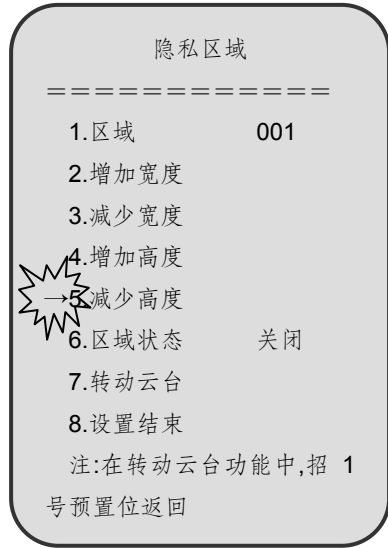 隐私区域
============
1.区域 001
2.增加宽度
3.减少宽度
4.增加高度
→5.减少高度
6.区域状态 关闭
7.转动云台
8.设置结束
注:在转动云台功能中,招 1
号预置位返回